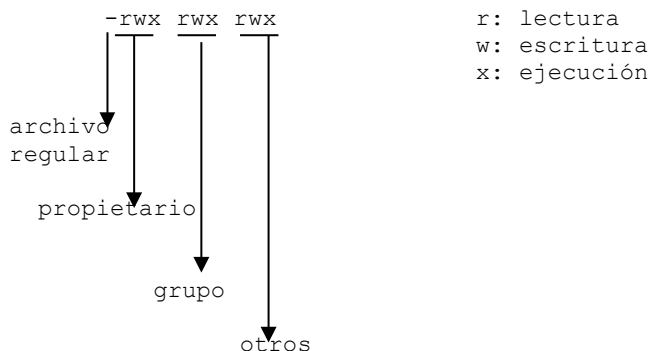 -rwx rwx rwx
r: lectura
w: escritura
x: ejecución
archivo
regular
propietario
grupo
otros